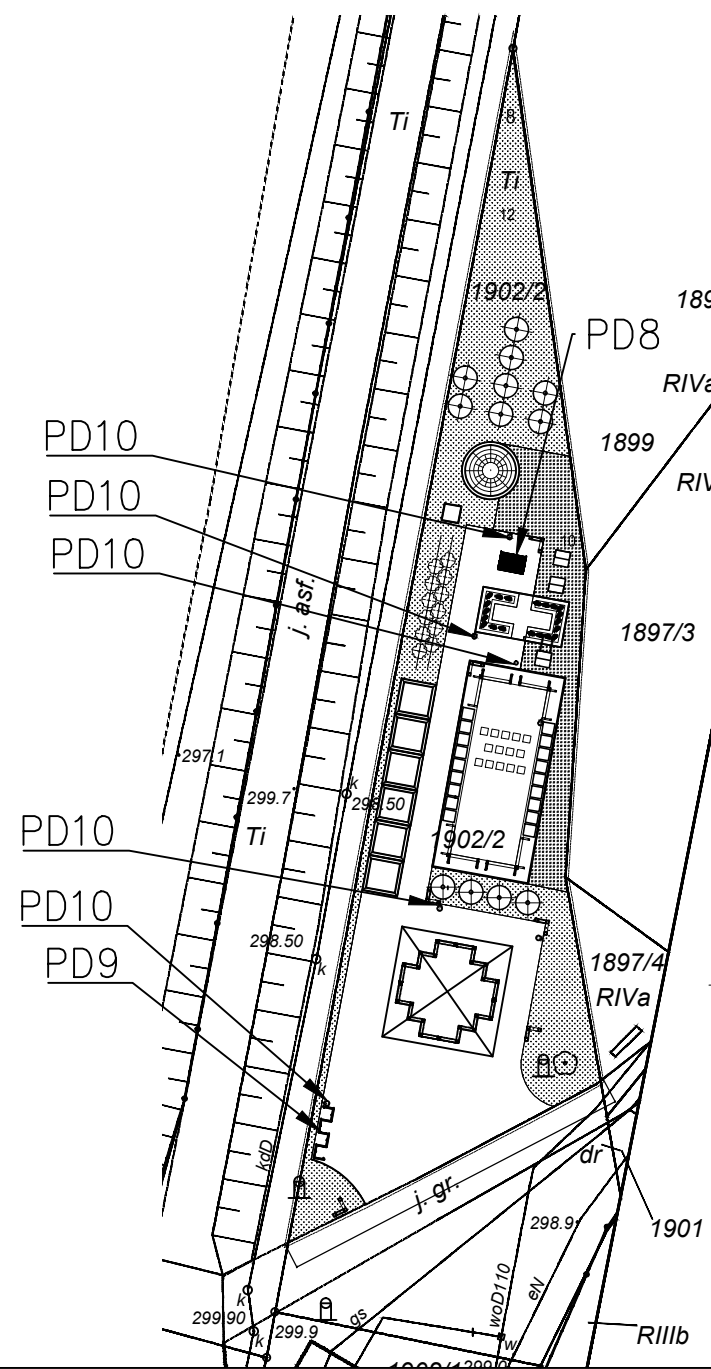 Ti
8
Ti
12
1902/2
PD8
RIVa
PD10
1899
PD10
PD10
10
j. asf.
1897/3
297.1
k
299.7
298.50
PD10
Ti
1902/2
PD10
298.50
k
1897/4
PD9
RIVa
kdD
dr
j. gr.
298.9
1901
woD110
eN
k
299.90
gs
k
299.9
w
RIIIb